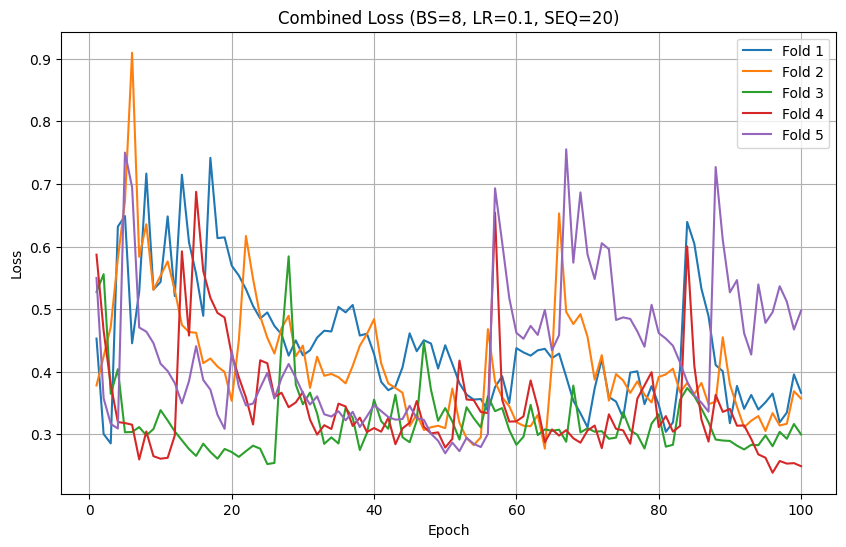 Combined Loss (BS=8, LR=0.1, SEQ=20)
Fold 1
Fold 2
Fold 3
Fold 4
Fold 5
Loss
0.9
0.8
0.7
0.6
0.5
0.4
0.3
0 20 40 60 80 100
Epoch